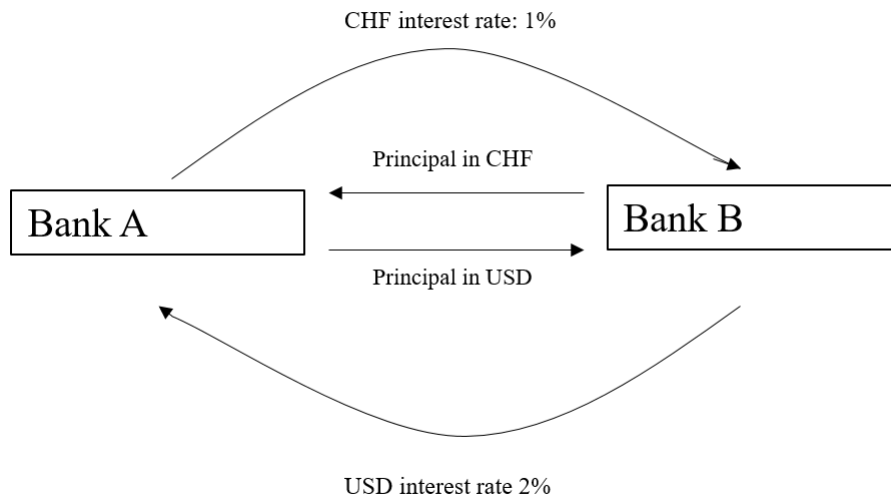 CHF interest rate: 1%
Principal in CHF
Bank A
Bank B
Principal in USD
USD interest rate 2%